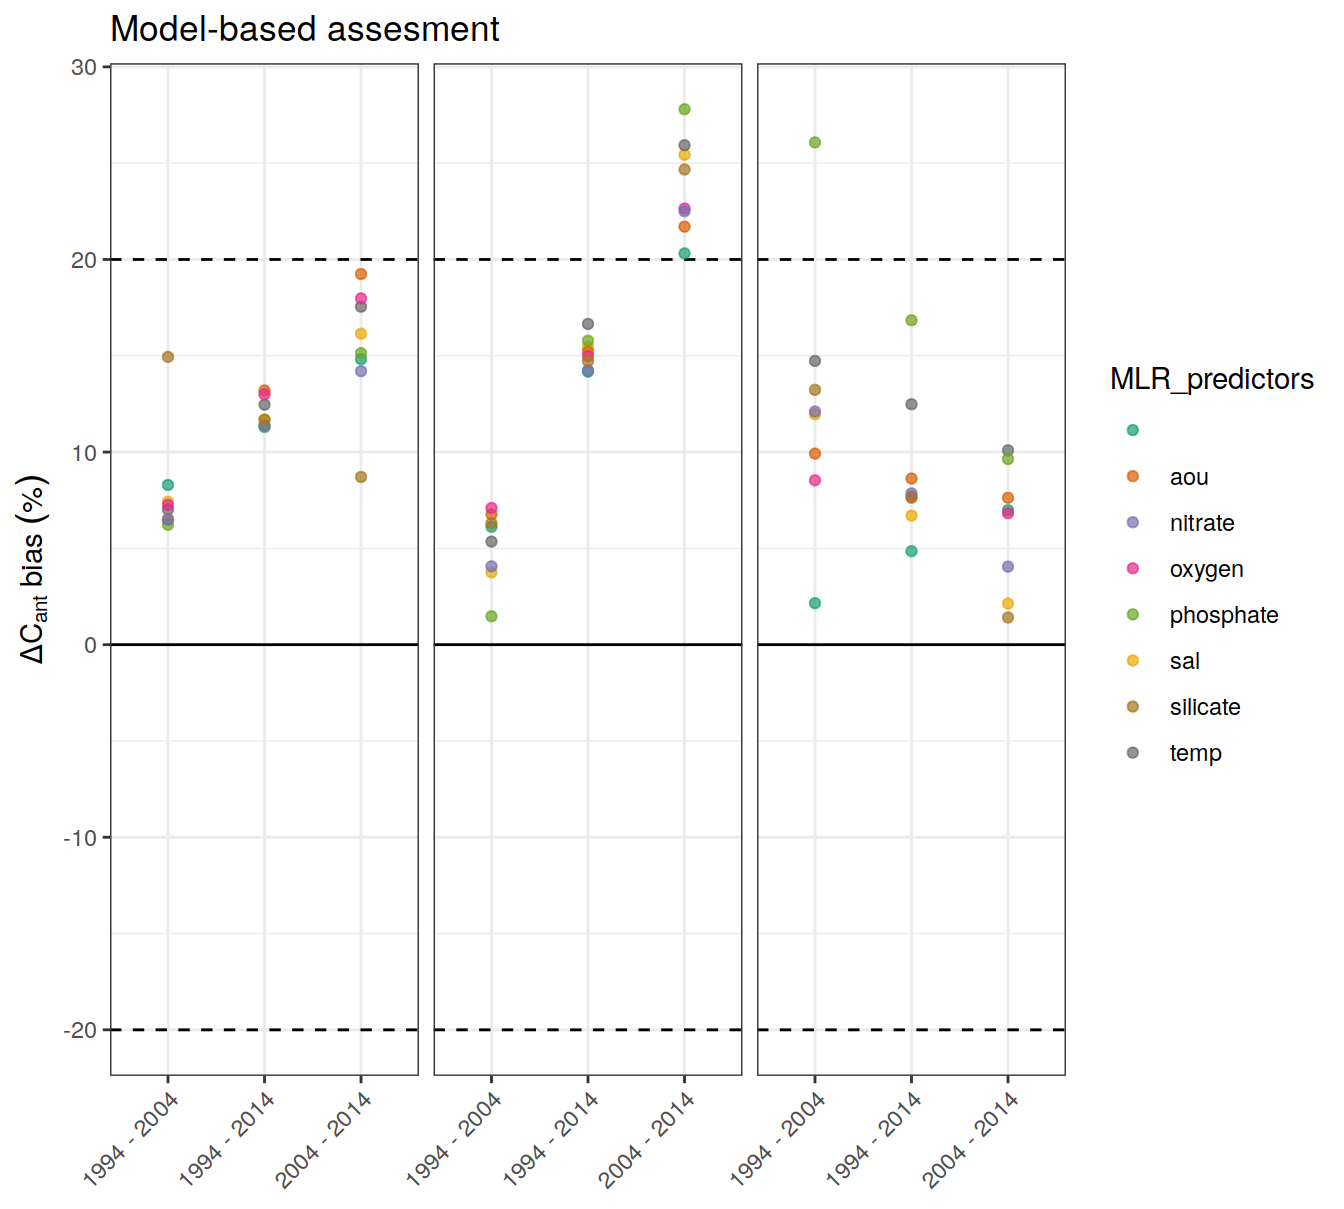 Model-based assesment
30
20
10
0
-10
-20
ΔCant bias (%)
1994 - 2004
1994 - 2014
2004 - 2014
1994 - 2004
1994 - 2014
2004 - 2014
1994 - 2004
1994 - 2014
2004 - 2014
MLR_predictors
aou
nitrate
oxygen
phosphate
sal
silicate
temp